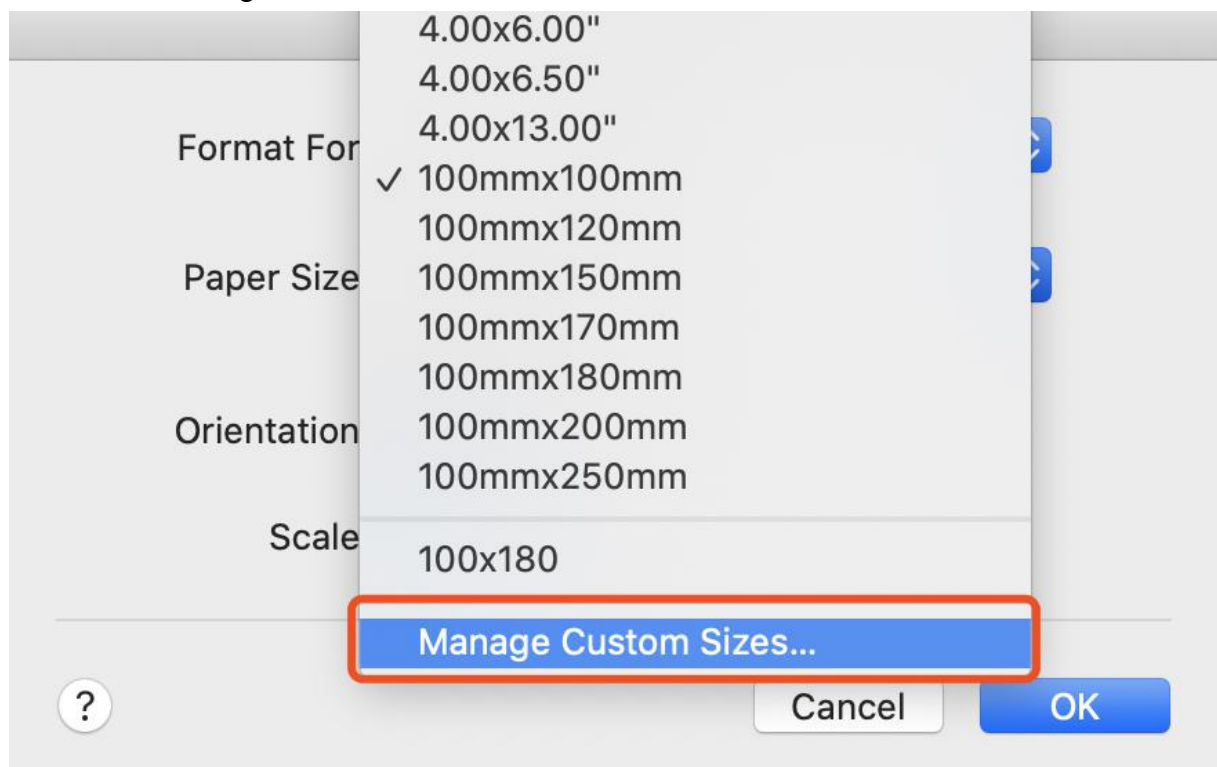 4.00x6.00"
4.00x6.50"
4.00x13.00"
Format For
✓ 100mmx100mm
100mmx120mm
Paper Size
100mmx150mm
100mmx170mm
100mmx180mm
Orientation
100mmx200mm
100mmx250mm
Scale
100x180
Manage Custom Sizes...
?
Cancel
OK